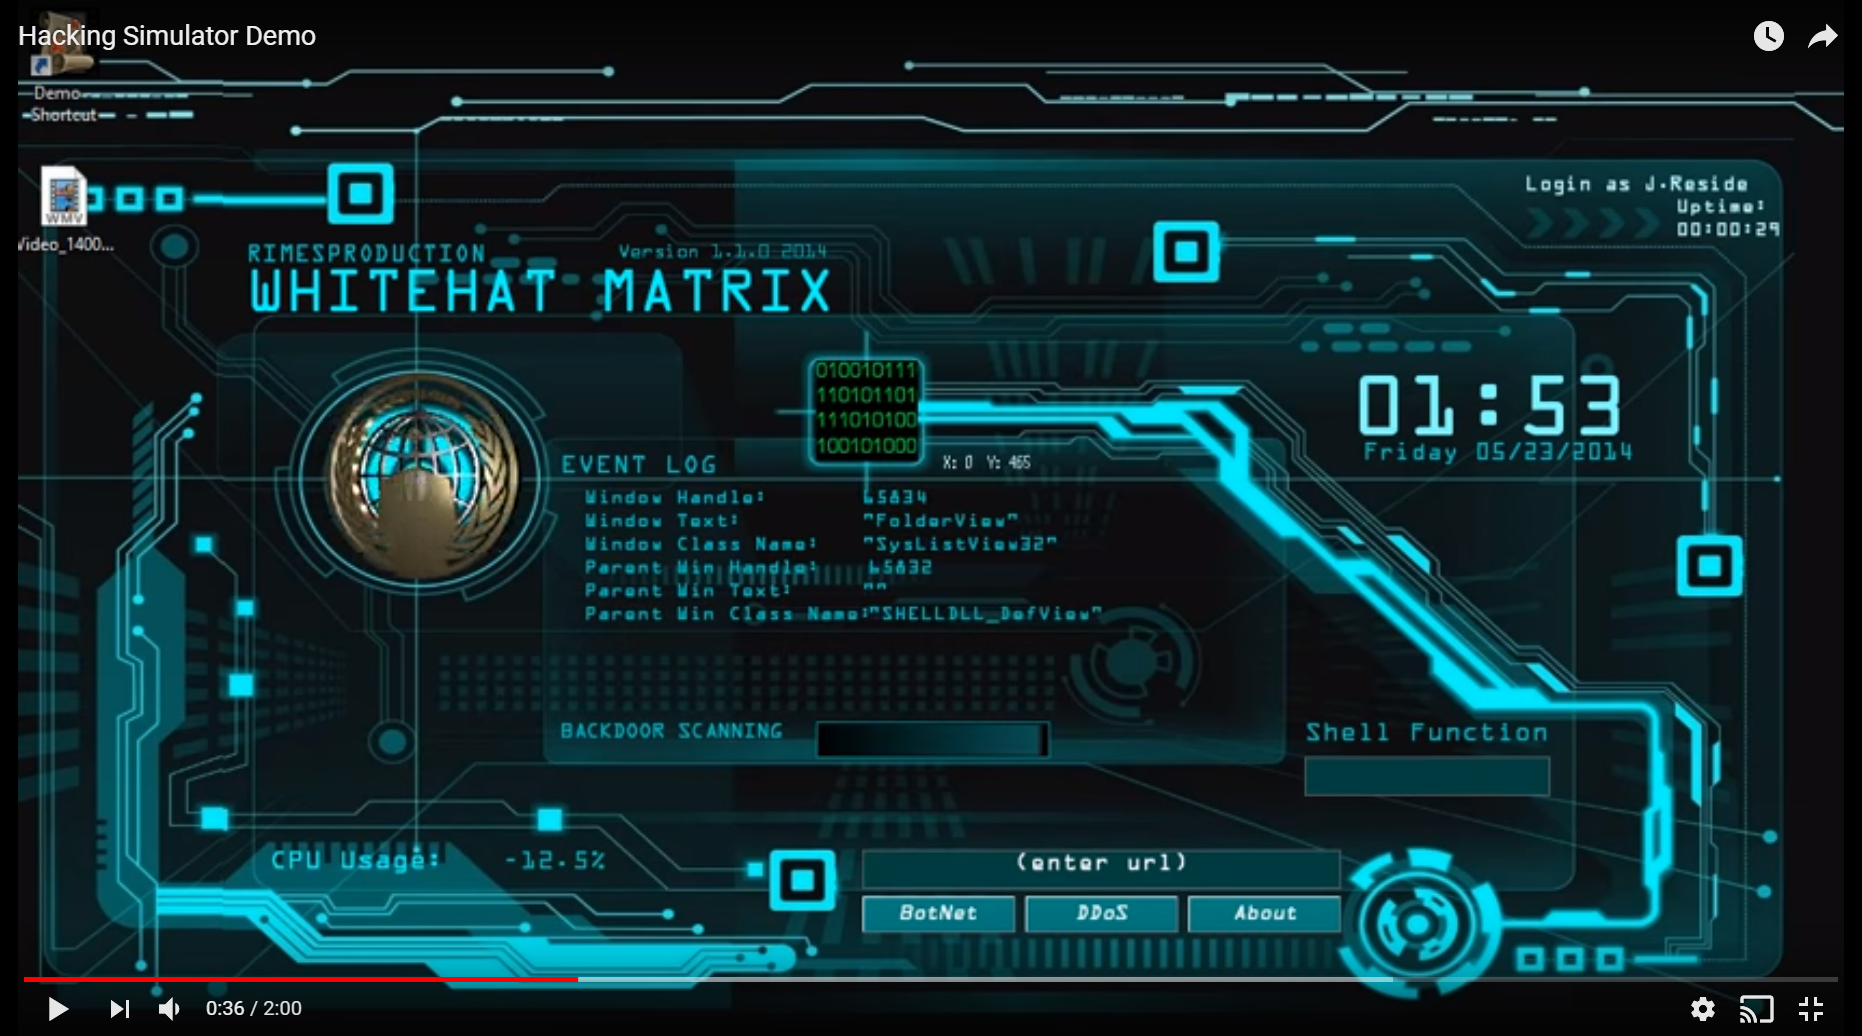 Hacking Simulator Demo
Demo
Shortcut
WMV
Video_1400...
Login as J.Reside
Uptime:
00:00:29
RIMESPRODUCTION
Version 1.1.0 2014
WHITEHAT MATRIX
010010111
110101101
111010100
100101000
01:53
Friday 05/23/2014
EVENT LOG
X: 0 Y: 465
Window Handle: 65834
Window Text: "FolderView"
Window Class Name: "SysListView32"
Parent Win Handle: 65832
Parent Win Text: ""
Parent Win Class Name:"SHELLDLL_DefView"
BACKDOOR SCANNING
Shell Function
CPU Usage: -12.5%
(enter url)
BotNet
DDoS
About
0:36 / 2:00